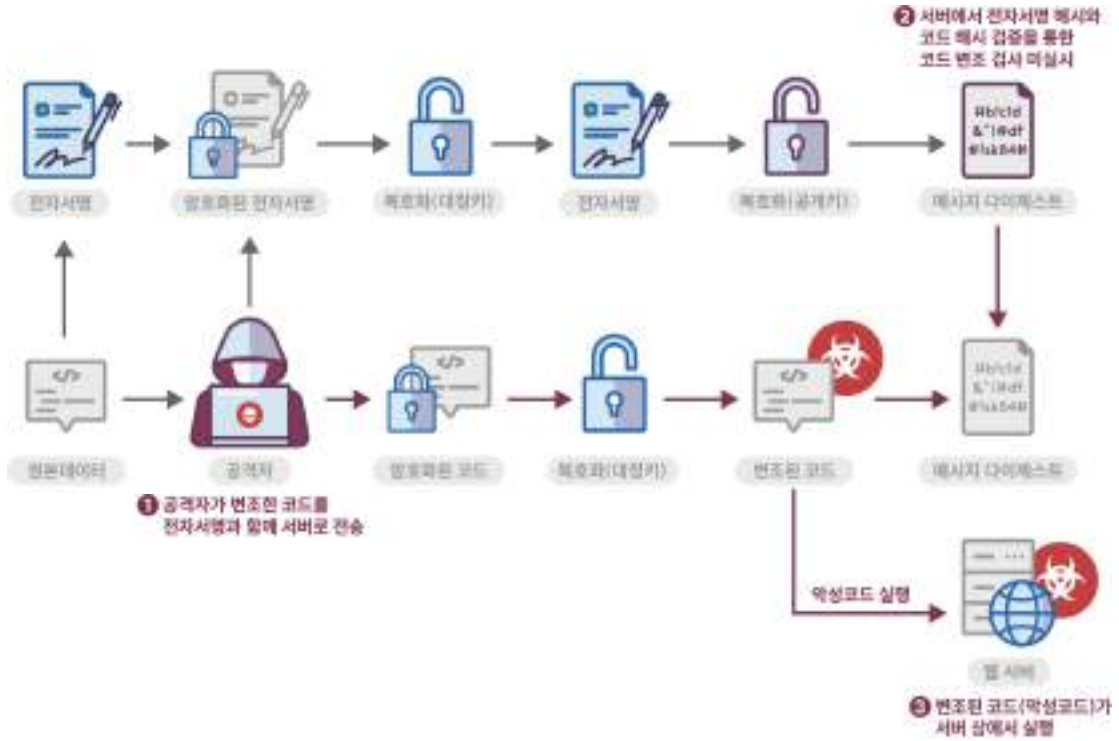 ❷ 서버에서 전자서명 해시와
코드 해시 검증을 통한
코드 변조 검사 미실시
#b!c1d
&"(#df
@!sk84#
전자서명
암호화된 전자서명
복호화(대칭키)
전자서명
복호화(공개키)
메시지 다이제스트
</>
</>
</>
#b!c1d
&"(#df
@!sk84#
원본데이터
공격자
암호화된 코드
복호화(대칭키)
변조된 코드
메시지 다이제스트
❶ 공격자가 변조한 코드를
전자서명과 함께 서버로 전송
악성코드 실행
웹 서버
❸ 변조된 코드(악성코드)가
서버 상에서 실행